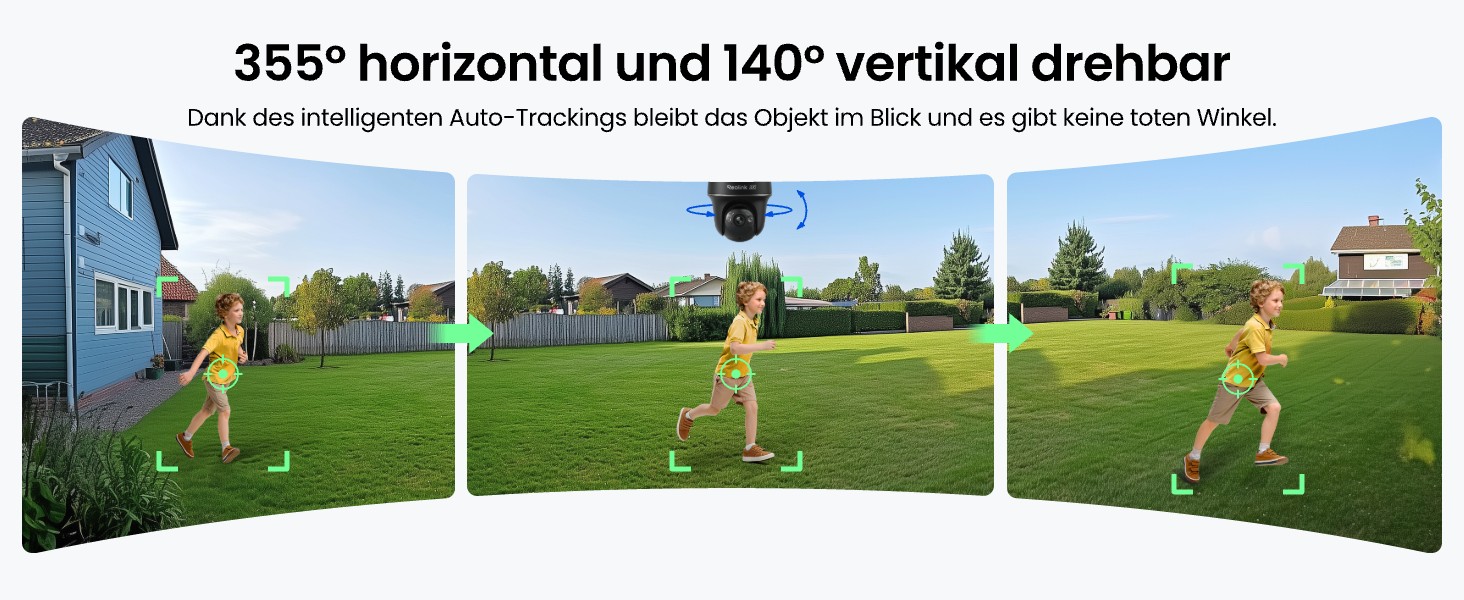 355° horizontal und 140° vertikal drehbar
Dank des intelligenten Auto-Trackings bleibt das Objekt im Blick und es gibt keine toten Winkel.
Reolink